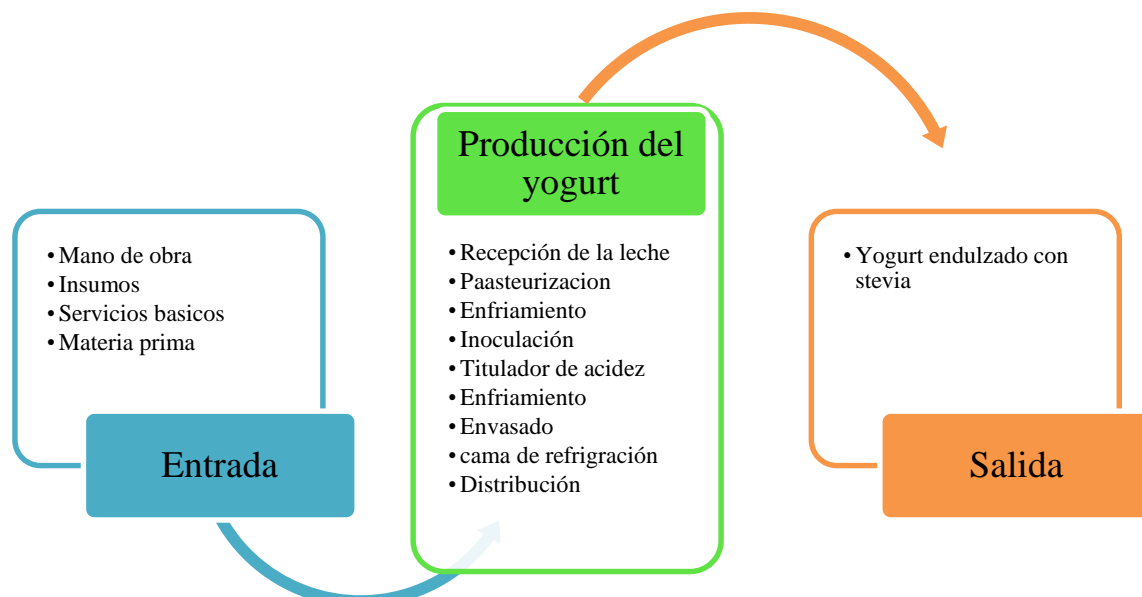 • Mano de obra
• Insumos
• Servicios basicos
• Materia prima
Entrada
Producción del
yogurt
• Recepción de la leche
• Paasteurizacion
• Enfriamiento
• Inoculación
• Titulador de acidez
• Enfriamiento
• Envasado
• cama de refrigración
• Distribución
• Yogurt endulzado con
stevia
Salida